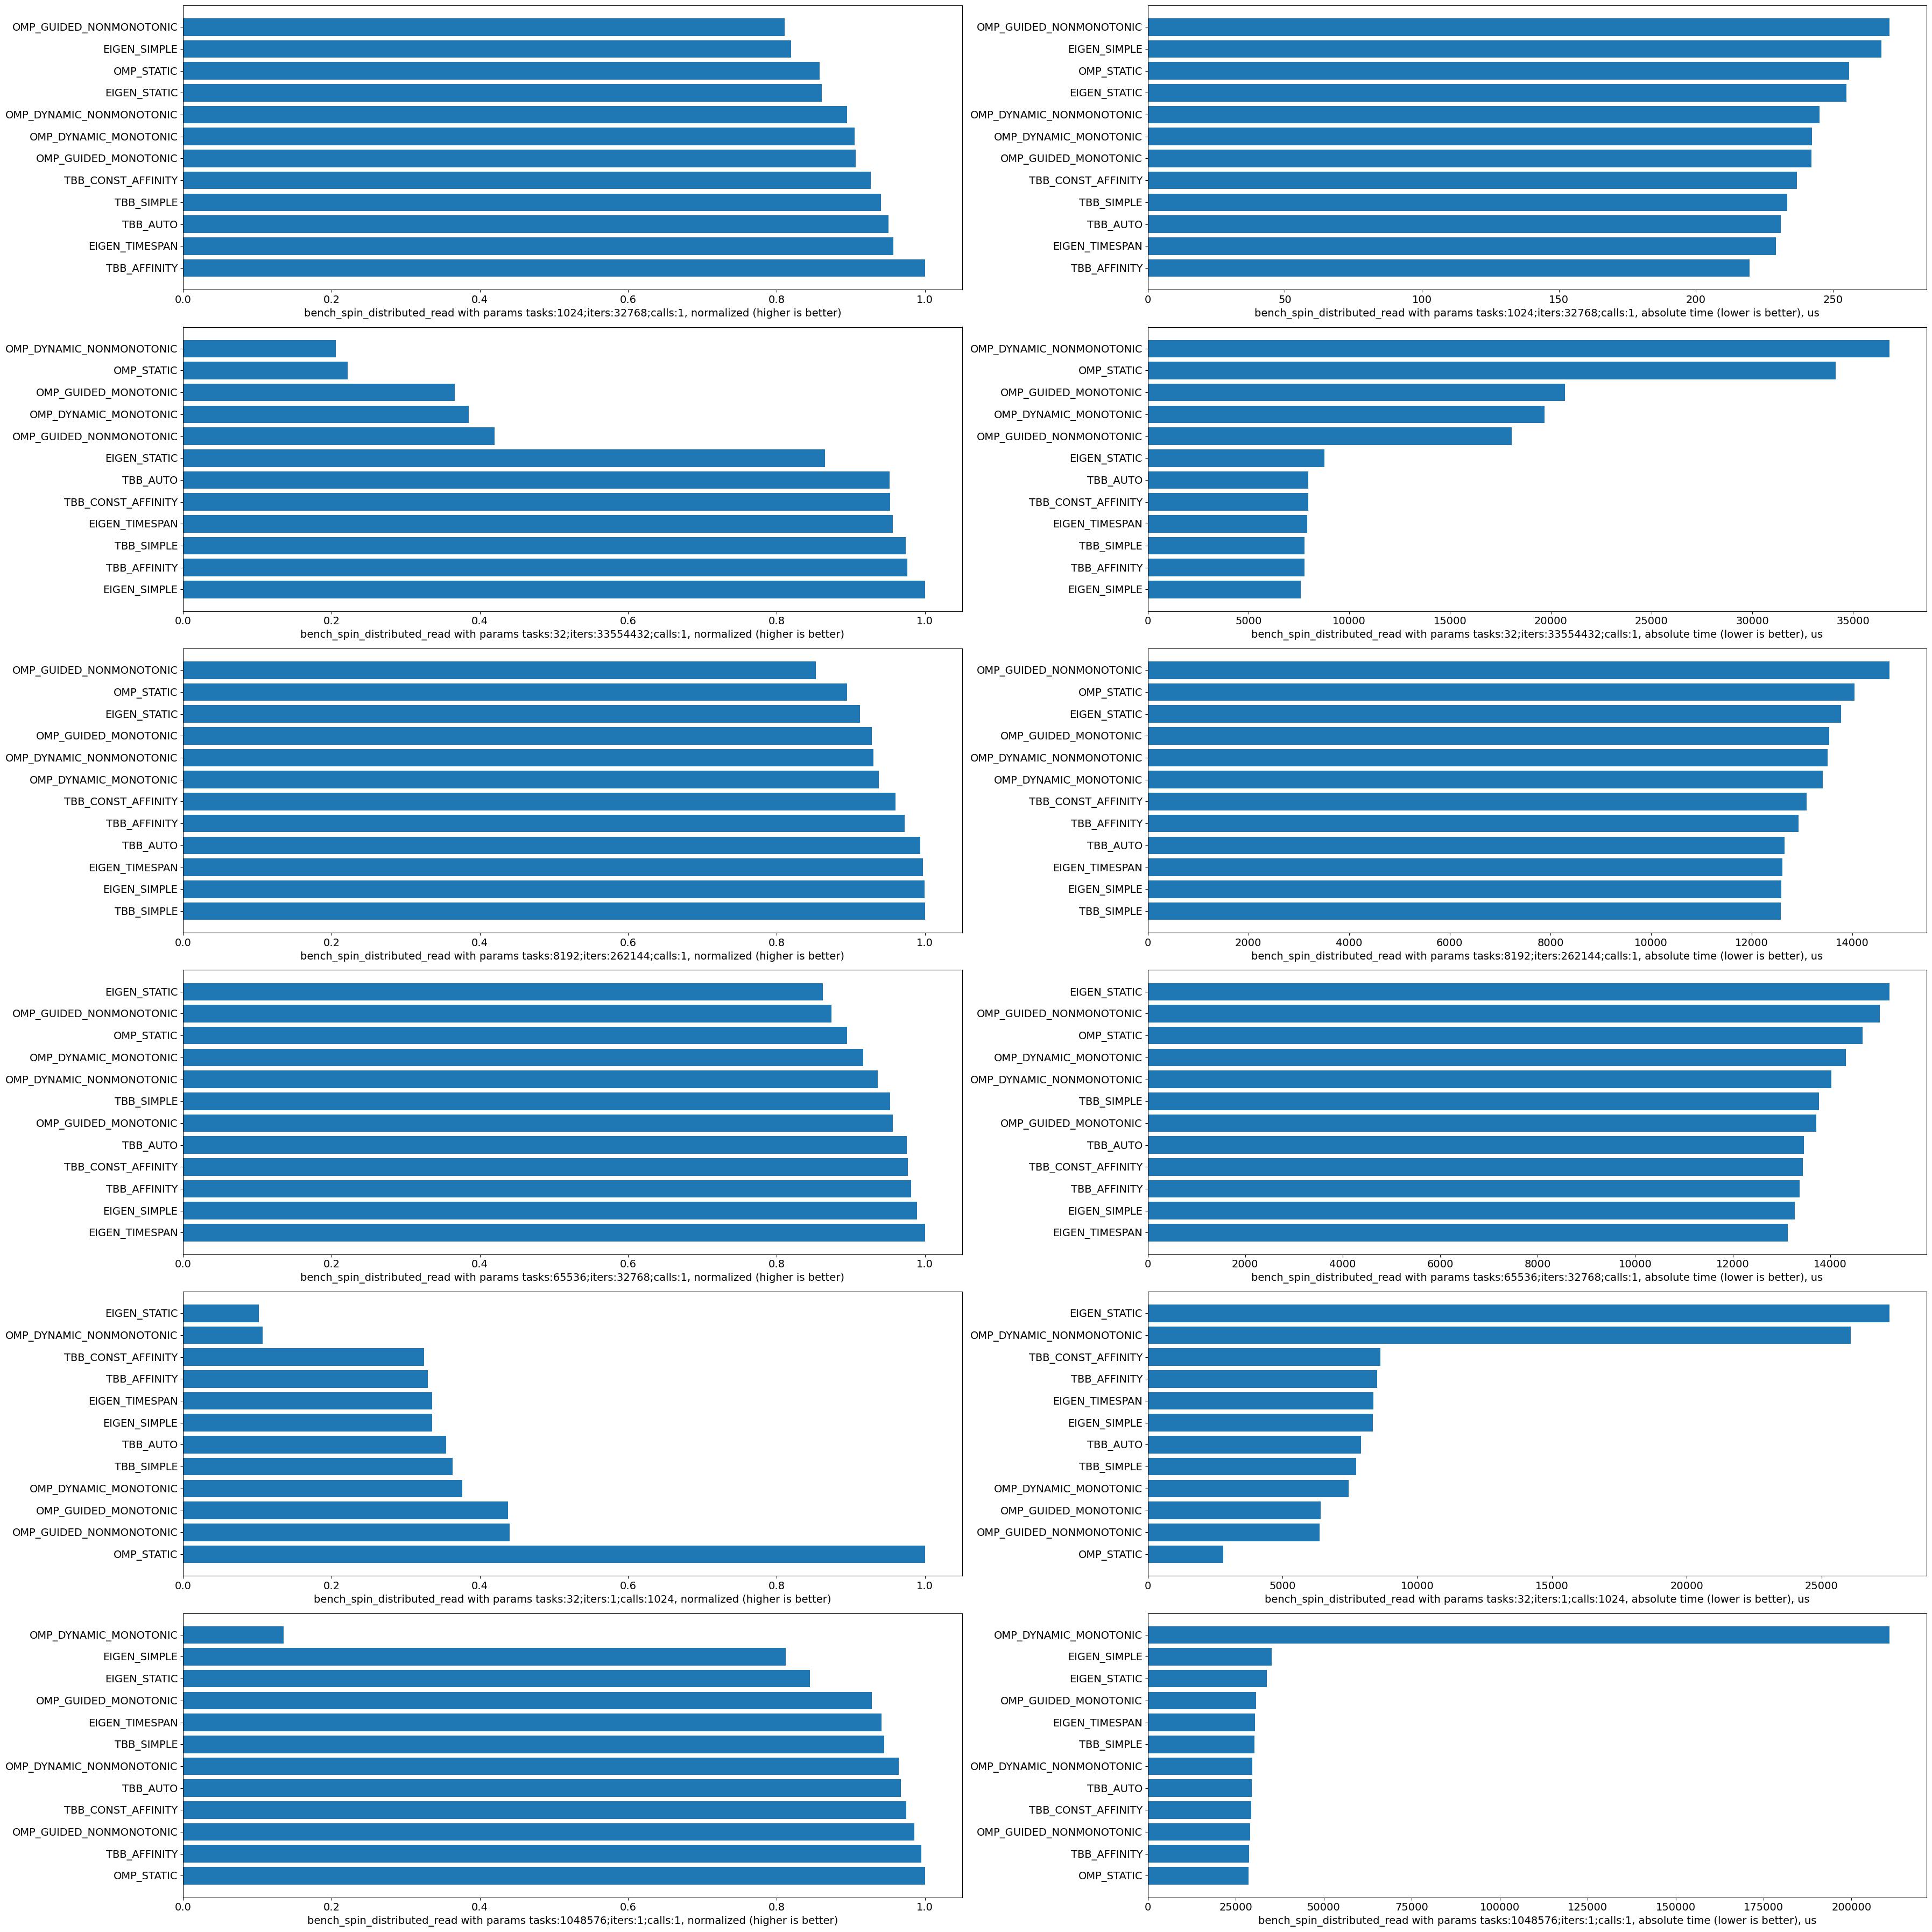 OMP_GUIDED_NONMONOTONIC
EIGEN_SIMPLE
OMP_STATIC
EIGEN_STATIC
OMP_DYNAMIC_NONMONOTONIC
OMP_DYNAMIC_MONOTONIC
OMP_GUIDED_MONOTONIC
TBB_CONST_AFFINITY
TBB_SIMPLE
TBB_AUTO
EIGEN_TIMESPAN
TBB_AFFINITY
0.0 0.2 0.4 0.6 0.8 1.0
bench_spin_distributed_read with params tasks:1024;iters:32768;calls:1, normalized (higher is better)
OMP_GUIDED_NONMONOTONIC
EIGEN_SIMPLE
OMP_STATIC
EIGEN_STATIC
OMP_DYNAMIC_NONMONOTONIC
OMP_DYNAMIC_MONOTONIC
OMP_GUIDED_MONOTONIC
TBB_CONST_AFFINITY
TBB_SIMPLE
TBB_AUTO
EIGEN_TIMESPAN
TBB_AFFINITY
0 50 100 150 200 250
bench_spin_distributed_read with params tasks:1024;iters:32768;calls:1, absolute time (lower is better), us
OMP_DYNAMIC_NONMONOTONIC
OMP_STATIC
OMP_GUIDED_MONOTONIC
OMP_DYNAMIC_MONOTONIC
OMP_GUIDED_NONMONOTONIC
EIGEN_STATIC
TBB_AUTO
TBB_CONST_AFFINITY
EIGEN_TIMESPAN
TBB_SIMPLE
TBB_AFFINITY
EIGEN_SIMPLE
0.0 0.2 0.4 0.6 0.8 1.0
bench_spin_distributed_read with params tasks:32;iters:33554432;calls:1, normalized (higher is better)
OMP_DYNAMIC_NONMONOTONIC
OMP_STATIC
OMP_GUIDED_MONOTONIC
OMP_DYNAMIC_MONOTONIC
OMP_GUIDED_NONMONOTONIC
EIGEN_STATIC
TBB_AUTO
TBB_CONST_AFFINITY
EIGEN_TIMESPAN
TBB_SIMPLE
TBB_AFFINITY
EIGEN_SIMPLE
0 5000 10000 15000 20000 25000 30000 35000
bench_spin_distributed_read with params tasks:32;iters:33554432;calls:1, absolute time (lower is better), us
OMP_GUIDED_NONMONOTONIC
OMP_STATIC
EIGEN_STATIC
OMP_GUIDED_MONOTONIC
OMP_DYNAMIC_NONMONOTONIC
OMP_DYNAMIC_MONOTONIC
TBB_CONST_AFFINITY
TBB_AFFINITY
TBB_AUTO
EIGEN_TIMESPAN
EIGEN_SIMPLE
TBB_SIMPLE
0.0 0.2 0.4 0.6 0.8 1.0
bench_spin_distributed_read with params tasks:8192;iters:262144;calls:1, normalized (higher is better)
OMP_GUIDED_NONMONOTONIC
OMP_STATIC
EIGEN_STATIC
OMP_GUIDED_MONOTONIC
OMP_DYNAMIC_NONMONOTONIC
OMP_DYNAMIC_MONOTONIC
TBB_CONST_AFFINITY
TBB_AFFINITY
TBB_AUTO
EIGEN_TIMESPAN
EIGEN_SIMPLE
TBB_SIMPLE
0 2000 4000 6000 8000 10000 12000 14000
bench_spin_distributed_read with params tasks:8192;iters:262144;calls:1, absolute time (lower is better), us
EIGEN_STATIC
OMP_GUIDED_NONMONOTONIC
OMP_STATIC
OMP_DYNAMIC_MONOTONIC
OMP_DYNAMIC_NONMONOTONIC
TBB_SIMPLE
OMP_GUIDED_MONOTONIC
TBB_AUTO
TBB_CONST_AFFINITY
TBB_AFFINITY
EIGEN_SIMPLE
EIGEN_TIMESPAN
0.0 0.2 0.4 0.6 0.8 1.0
bench_spin_distributed_read with params tasks:65536;iters:32768;calls:1, normalized (higher is better)
EIGEN_STATIC
OMP_GUIDED_NONMONOTONIC
OMP_STATIC
OMP_DYNAMIC_MONOTONIC
OMP_DYNAMIC_NONMONOTONIC
TBB_SIMPLE
OMP_GUIDED_MONOTONIC
TBB_AUTO
TBB_CONST_AFFINITY
TBB_AFFINITY
EIGEN_SIMPLE
EIGEN_TIMESPAN
0 2000 4000 6000 8000 10000 12000 14000
bench_spin_distributed_read with params tasks:65536;iters:32768;calls:1, absolute time (lower is better), us
EIGEN_STATIC
OMP_DYNAMIC_NONMONOTONIC
TBB_CONST_AFFINITY
TBB_AFFINITY
EIGEN_TIMESPAN
EIGEN_SIMPLE
TBB_AUTO
TBB_SIMPLE
OMP_DYNAMIC_MONOTONIC
OMP_GUIDED_MONOTONIC
OMP_GUIDED_NONMONOTONIC
OMP_STATIC
0.0 0.2 0.4 0.6 0.8 1.0
bench_spin_distributed_read with params tasks:32;iters:1;calls:1024, normalized (higher is better)
EIGEN_STATIC
OMP_DYNAMIC_NONMONOTONIC
TBB_CONST_AFFINITY
TBB_AFFINITY
EIGEN_TIMESPAN
EIGEN_SIMPLE
TBB_AUTO
TBB_SIMPLE
OMP_DYNAMIC_MONOTONIC
OMP_GUIDED_MONOTONIC
OMP_GUIDED_NONMONOTONIC
OMP_STATIC
0 5000 10000 15000 20000 25000
bench_spin_distributed_read with params tasks:32;iters:1;calls:1024, absolute time (lower is better), us
OMP_DYNAMIC_MONOTONIC
EIGEN_SIMPLE
EIGEN_STATIC
OMP_GUIDED_MONOTONIC
EIGEN_TIMESPAN
TBB_SIMPLE
OMP_DYNAMIC_NONMONOTONIC
TBB_AUTO
TBB_CONST_AFFINITY
OMP_GUIDED_NONMONOTONIC
TBB_AFFINITY
OMP_STATIC
0.0 0.2 0.4 0.6 0.8 1.0
bench_spin_distributed_read with params tasks:1048576;iters:1;calls:1, normalized (higher is better)
OMP_DYNAMIC_MONOTONIC
EIGEN_SIMPLE
EIGEN_STATIC
OMP_GUIDED_MONOTONIC
EIGEN_TIMESPAN
TBB_SIMPLE
OMP_DYNAMIC_NONMONOTONIC
TBB_AUTO
TBB_CONST_AFFINITY
OMP_GUIDED_NONMONOTONIC
TBB_AFFINITY
OMP_STATIC
0 25000 50000 75000 100000 125000 150000 175000 200000
bench_spin_distributed_read with params tasks:1048576;iters:1;calls:1, absolute time (lower is better), us